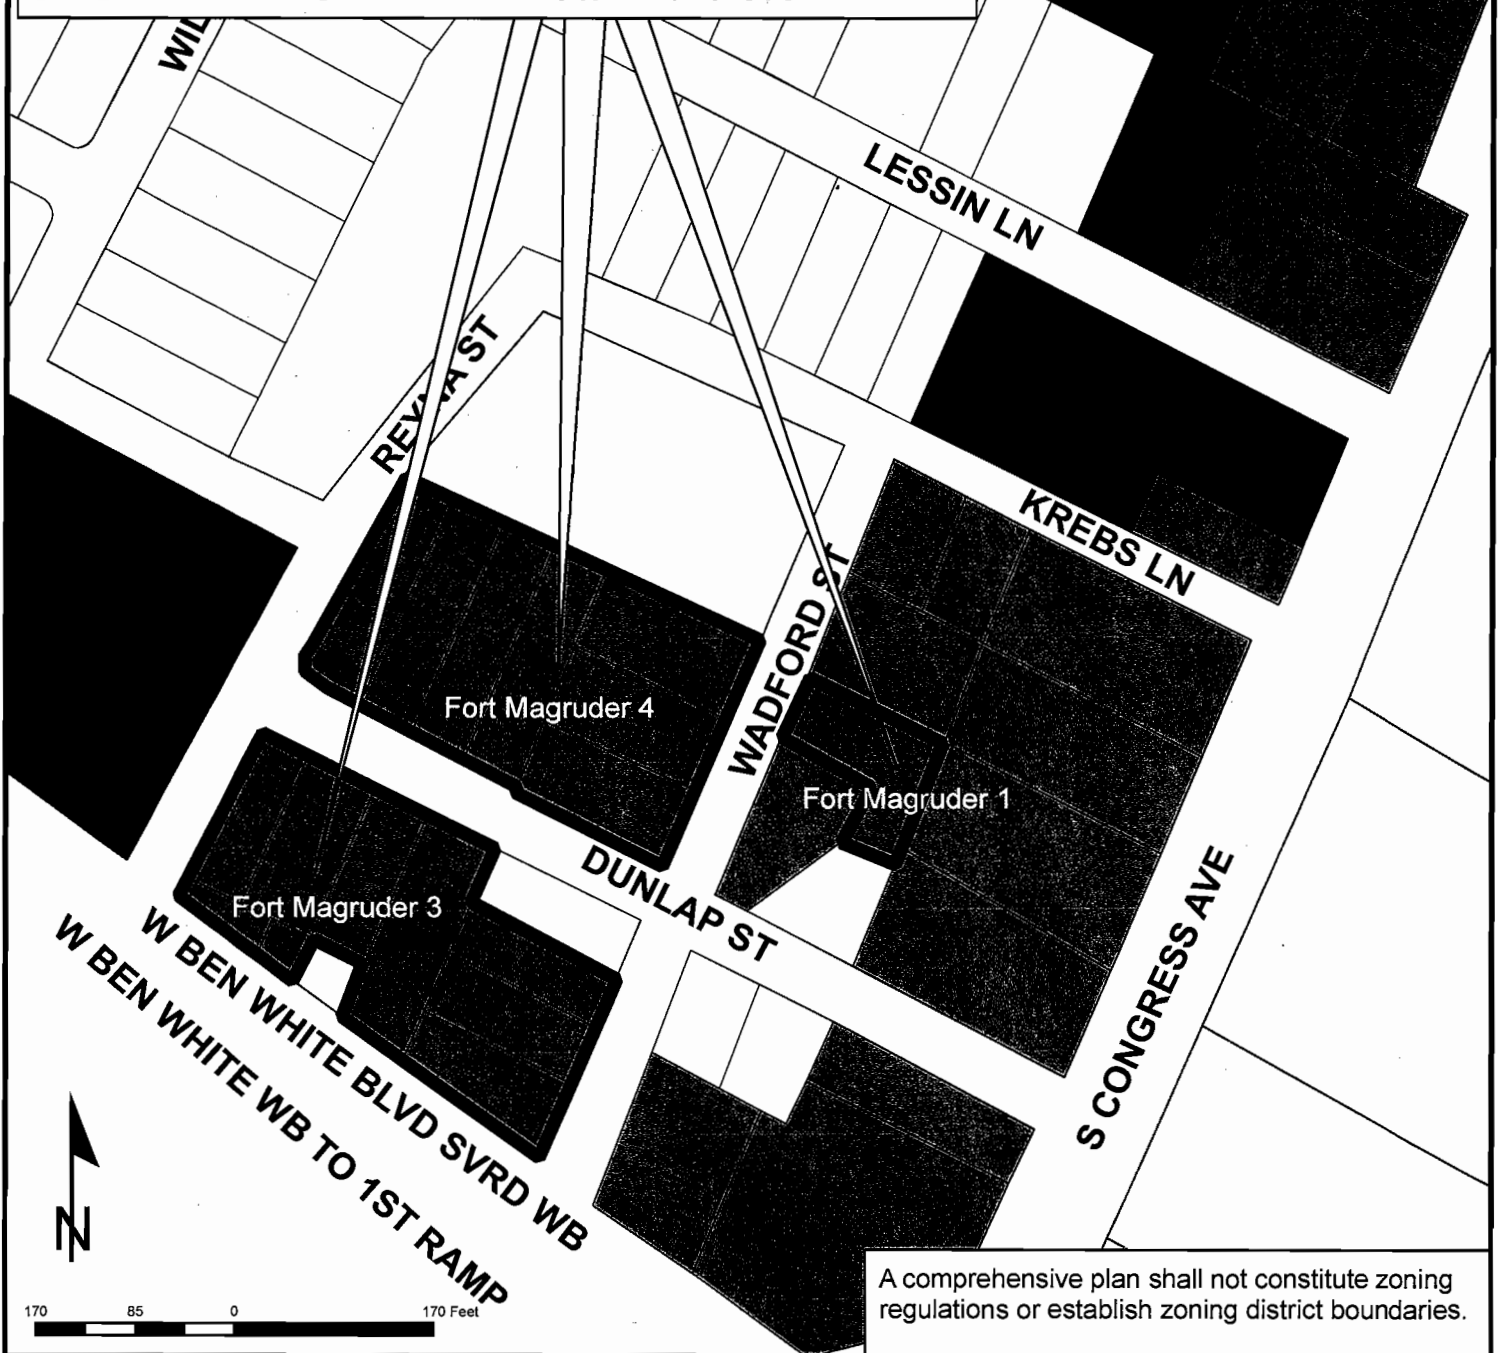 WIL
LESSIN LN
REYNA ST
KREBS LN
WADFORD ST
Fort Magruder 4
Fort Magruder 1
DUNLAP ST
Fort Magruder 3
S CONGRESS AVE
W BEN WHITE BLVD SVRD WB
W BEN WHITE WB TO 1ST RAMP
N
170 85 0 170 Feet
A comprehensive plan shall not constitute zoning
regulations or establish zoning district boundaries.